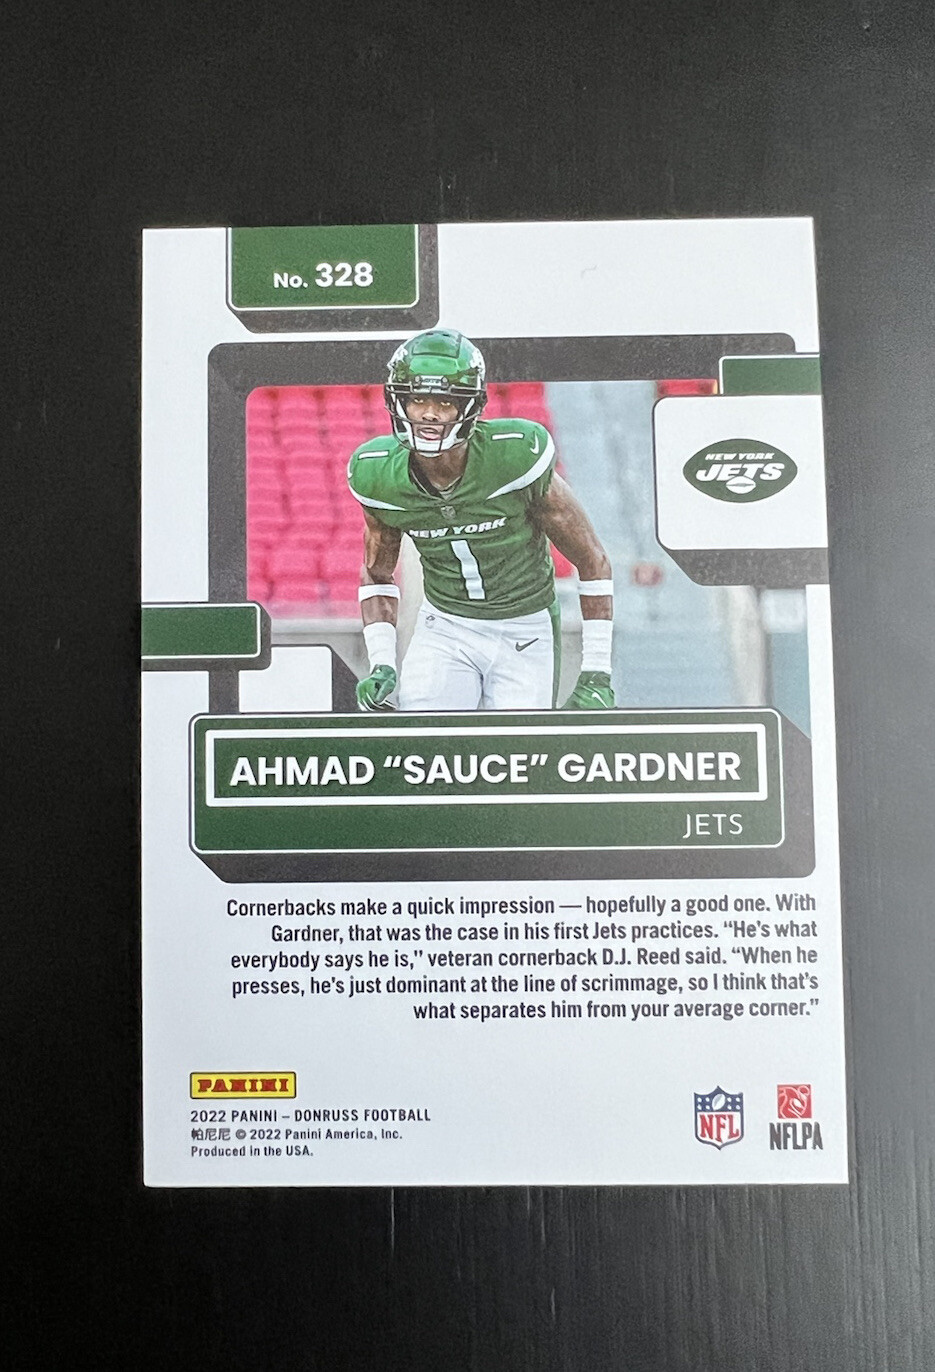 No. 328
NEW YORK
JETS
1
1
NEW YORK
1
AHMAD “SAUCE” GARDNER
JETS
Cornerbacks make a quick impression — hopefully a good one. With
Gardner, that was the case in his first Jets practices. “He’s what
everybody says he is,” veteran cornerback D.J. Reed said. “When he
presses, he’s just dominant at the line of scrimmage, so I think that’s
what separates him from your average corner.”
PANINI
2022 PANINI – DONRUSS FOOTBALL
帕尼尼 © 2022 Panini America, Inc.
Produced in the USA.
NFL
NFLPA